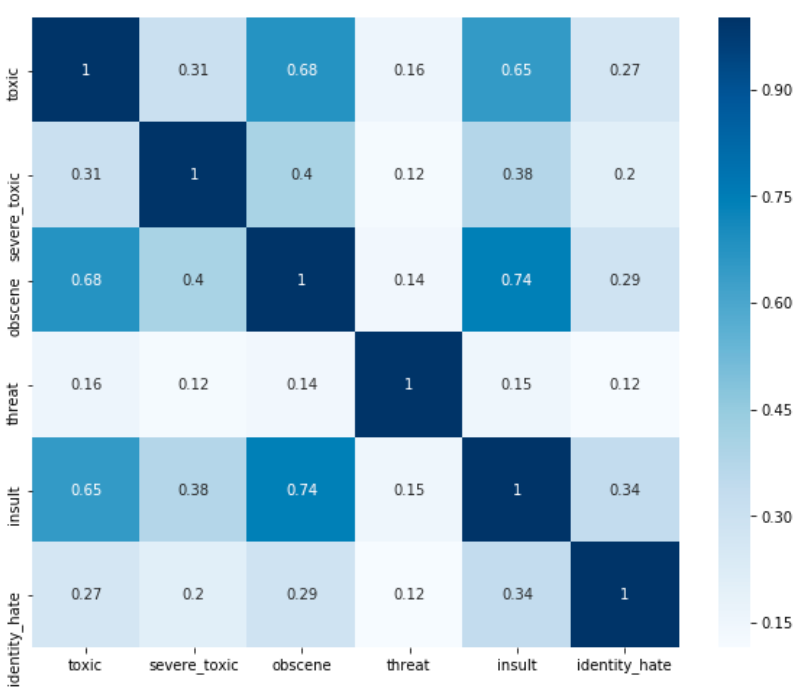 toxic 1 0.31 0.68 0.16 0.65 0.27
severe_toxic 0.31 1 0.4 0.12 0.38 0.2
obscene 0.68 0.4 1 0.14 0.74 0.29
threat 0.16 0.12 0.14 1 0.15 0.12
insult 0.65 0.38 0.74 0.15 1 0.34
identity_hate 0.27 0.2 0.29 0.12 0.34 1
toxic severe_toxic obscene threat insult identity_hate
0.90
0.75
0.60
0.45
0.30
0.15